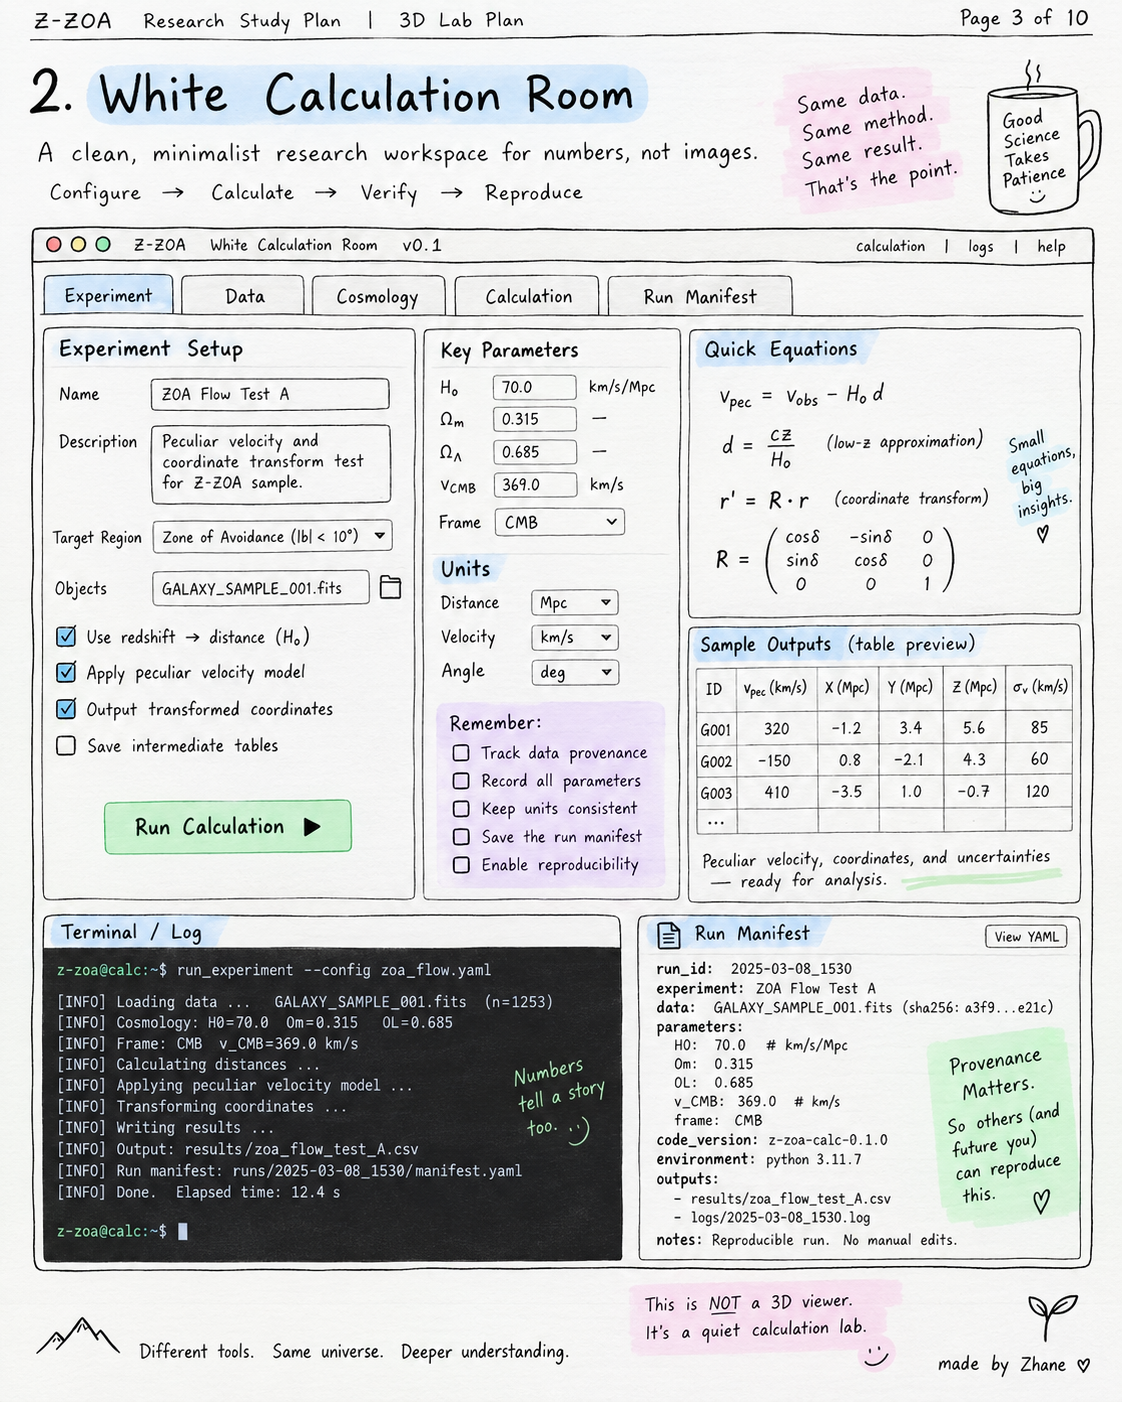 Z-ZOA Research Study Plan | 3D Lab Plan
Page 3 of 10
2. White Calculation Room
A clean, minimalist research workspace for numbers, not images.
Configure → Calculate → Verify → Reproduce
Same data.
Same method.
Same result.
That's the point.
Good
Science
Takes
Patience
Z-ZOA White Calculation Room v0.1
calculation | logs | help
Experiment
Data
Cosmology
Calculation
Run Manifest
Experiment Setup
Name
ZOA Flow Test A
Description
Peculiar velocity and
coordinate transform test
for Z-ZOA sample.
Target Region
Zone of Avoidance (|b| < 10°)
Objects
GALAXY_SAMPLE_001.fits
Use redshift → distance (H₀)
Apply peculiar velocity model
Output transformed coordinates
Save intermediate tables
Run Calculation ▶
Key Parameters
H₀ 70.0 km/s/Mpc
Ωm 0.315 —
ΩΛ 0.685 —
vCMB 369.0 km/s
Frame CMB
Units
Distance Mpc
Velocity km/s
Angle deg
Remember:
Track data provenance
Record all parameters
Keep units consistent
Save the run manifest
Enable reproducibility
Quick Equations
vpec = vobs − H₀ d
d = cz / H₀ (low-z approximation)
r' = R · r (coordinate transform)
R = ( cosδ −sinδ 0
sinδ cosδ 0
0 0 1 )
Small
equations,
big
insights.
Sample Outputs (table preview)
ID vpec (km/s) X (Mpc) Y (Mpc) Z (Mpc) σv (km/s)
G001 320 −1.2 3.4 5.6 85
G002 −150 0.8 −2.1 4.3 60
G003 410 −3.5 1.0 −0.7 120
...
Peculiar velocity, coordinates, and uncertainties
— ready for analysis.
Terminal / Log
z-zoa@calc:~$ run_experiment --config zoa_flow.yaml
[INFO] Loading data ... GALAXY_SAMPLE_001.fits (n=1253)
[INFO] Cosmology: H0=70.0 Om=0.315 OL=0.685
[INFO] Frame: CMB v_CMB=369.0 km/s
[INFO] Calculating distances ...
[INFO] Applying peculiar velocity model ...
[INFO] Transforming coordinates ...
[INFO] Writing results ...
[INFO] Output: results/zoa_flow_test_A.csv
[INFO] Run manifest: runs/2025-03-08_1530/manifest.yaml
[INFO] Done. Elapsed time: 12.4 s
z-zoa@calc:~$
Numbers
tell a story
too. :)
Run Manifest
View YAML
run_id: 2025-03-08_1530
experiment: ZOA Flow Test A
data: GALAXY_SAMPLE_001.fits (sha256: a3f9...e21c)
parameters:
H0: 70.0 # km/s/Mpc
Om: 0.315
OL: 0.685
v_CMB: 369.0 # km/s
frame: CMB
code_version: z-zoa-calc-0.1.0
environment: python 3.11.7
outputs:
- results/zoa_flow_test_A.csv
- logs/2025-03-08_1530.log
notes: Reproducible run. No manual edits.
Provenance
Matters.
So others (and
future you)
can reproduce
this.
Different tools. Same universe. Deeper understanding.
This is NOT a 3D viewer.
It's a quiet calculation lab.
made by Zhane ♡